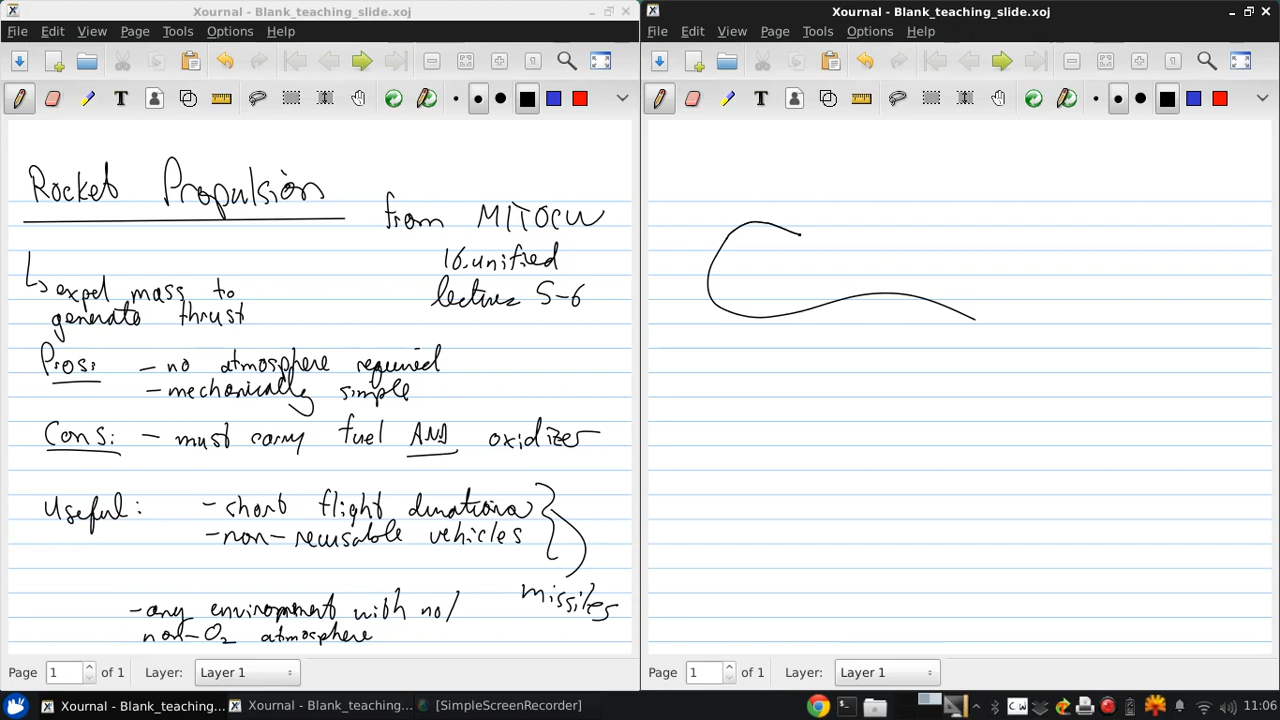 Xournal - Blank_teaching_slide.xoj
File Edit View Page Tools Options Help
Rocket Propulsion
from MITOCW
16.unified
lecture S-6
expel mass to
generate thrust
Pros: - no atmosphere required
- mechanically simple
Cons: - must carry fuel AND oxidizer
Useful: - short flight durations
- non-reusable vehicles
missiles
- any environment with no/
non-O2 atmosphere
Page 1 of 1 Layer: Layer 1
Xournal - Blank_teaching_slide.xoj
File Edit View Page Tools Options Help
Page 1 of 1 Layer: Layer 1
Xournal - Blank_teaching_... Xournal - Blank_teaching_... [SimpleScreenRecorder] 11:06